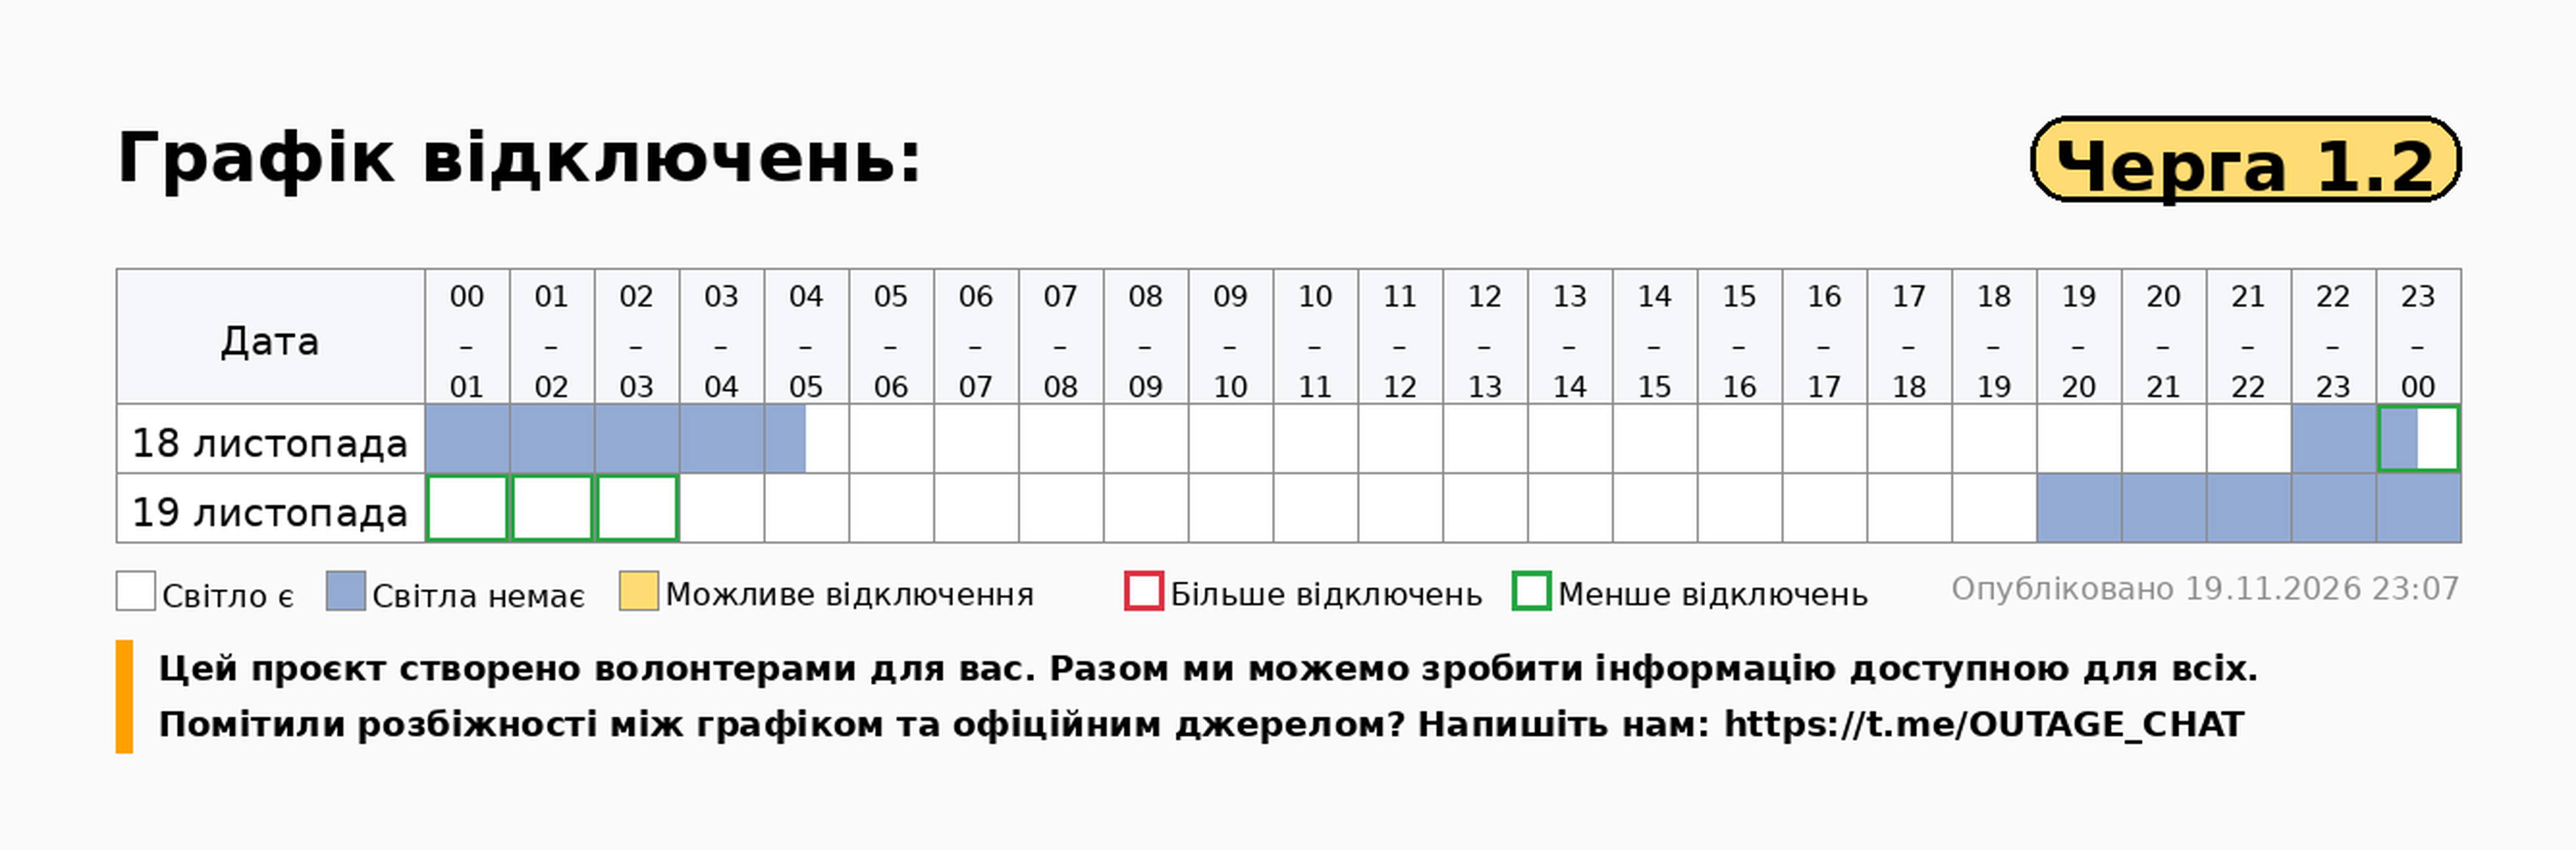 Графік відключень:
Черга 1.2
Дата 00 – 01 01 – 02 02 – 03 03 – 04 04 – 05 05 – 06 06 – 07 07 – 08 08 – 09 09 – 10 10 – 11 11 – 12 12 – 13 13 – 14 14 – 15 15 – 16 16 – 17 17 – 18 18 – 19 19 – 20 20 – 21 21 – 22 22 – 23 23 – 00
18 листопада
19 листопада
Світло є Світла немає Можливе відключення Більше відключень Менше відключень Опубліковано 19.11.2026 23:07
Цей проєкт створено волонтерами для вас. Разом ми можемо зробити інформацію доступною для всіх.
Помітили розбіжності між графіком та офіційним джерелом? Напишіть нам: https://t.me/OUTAGE_CHAT